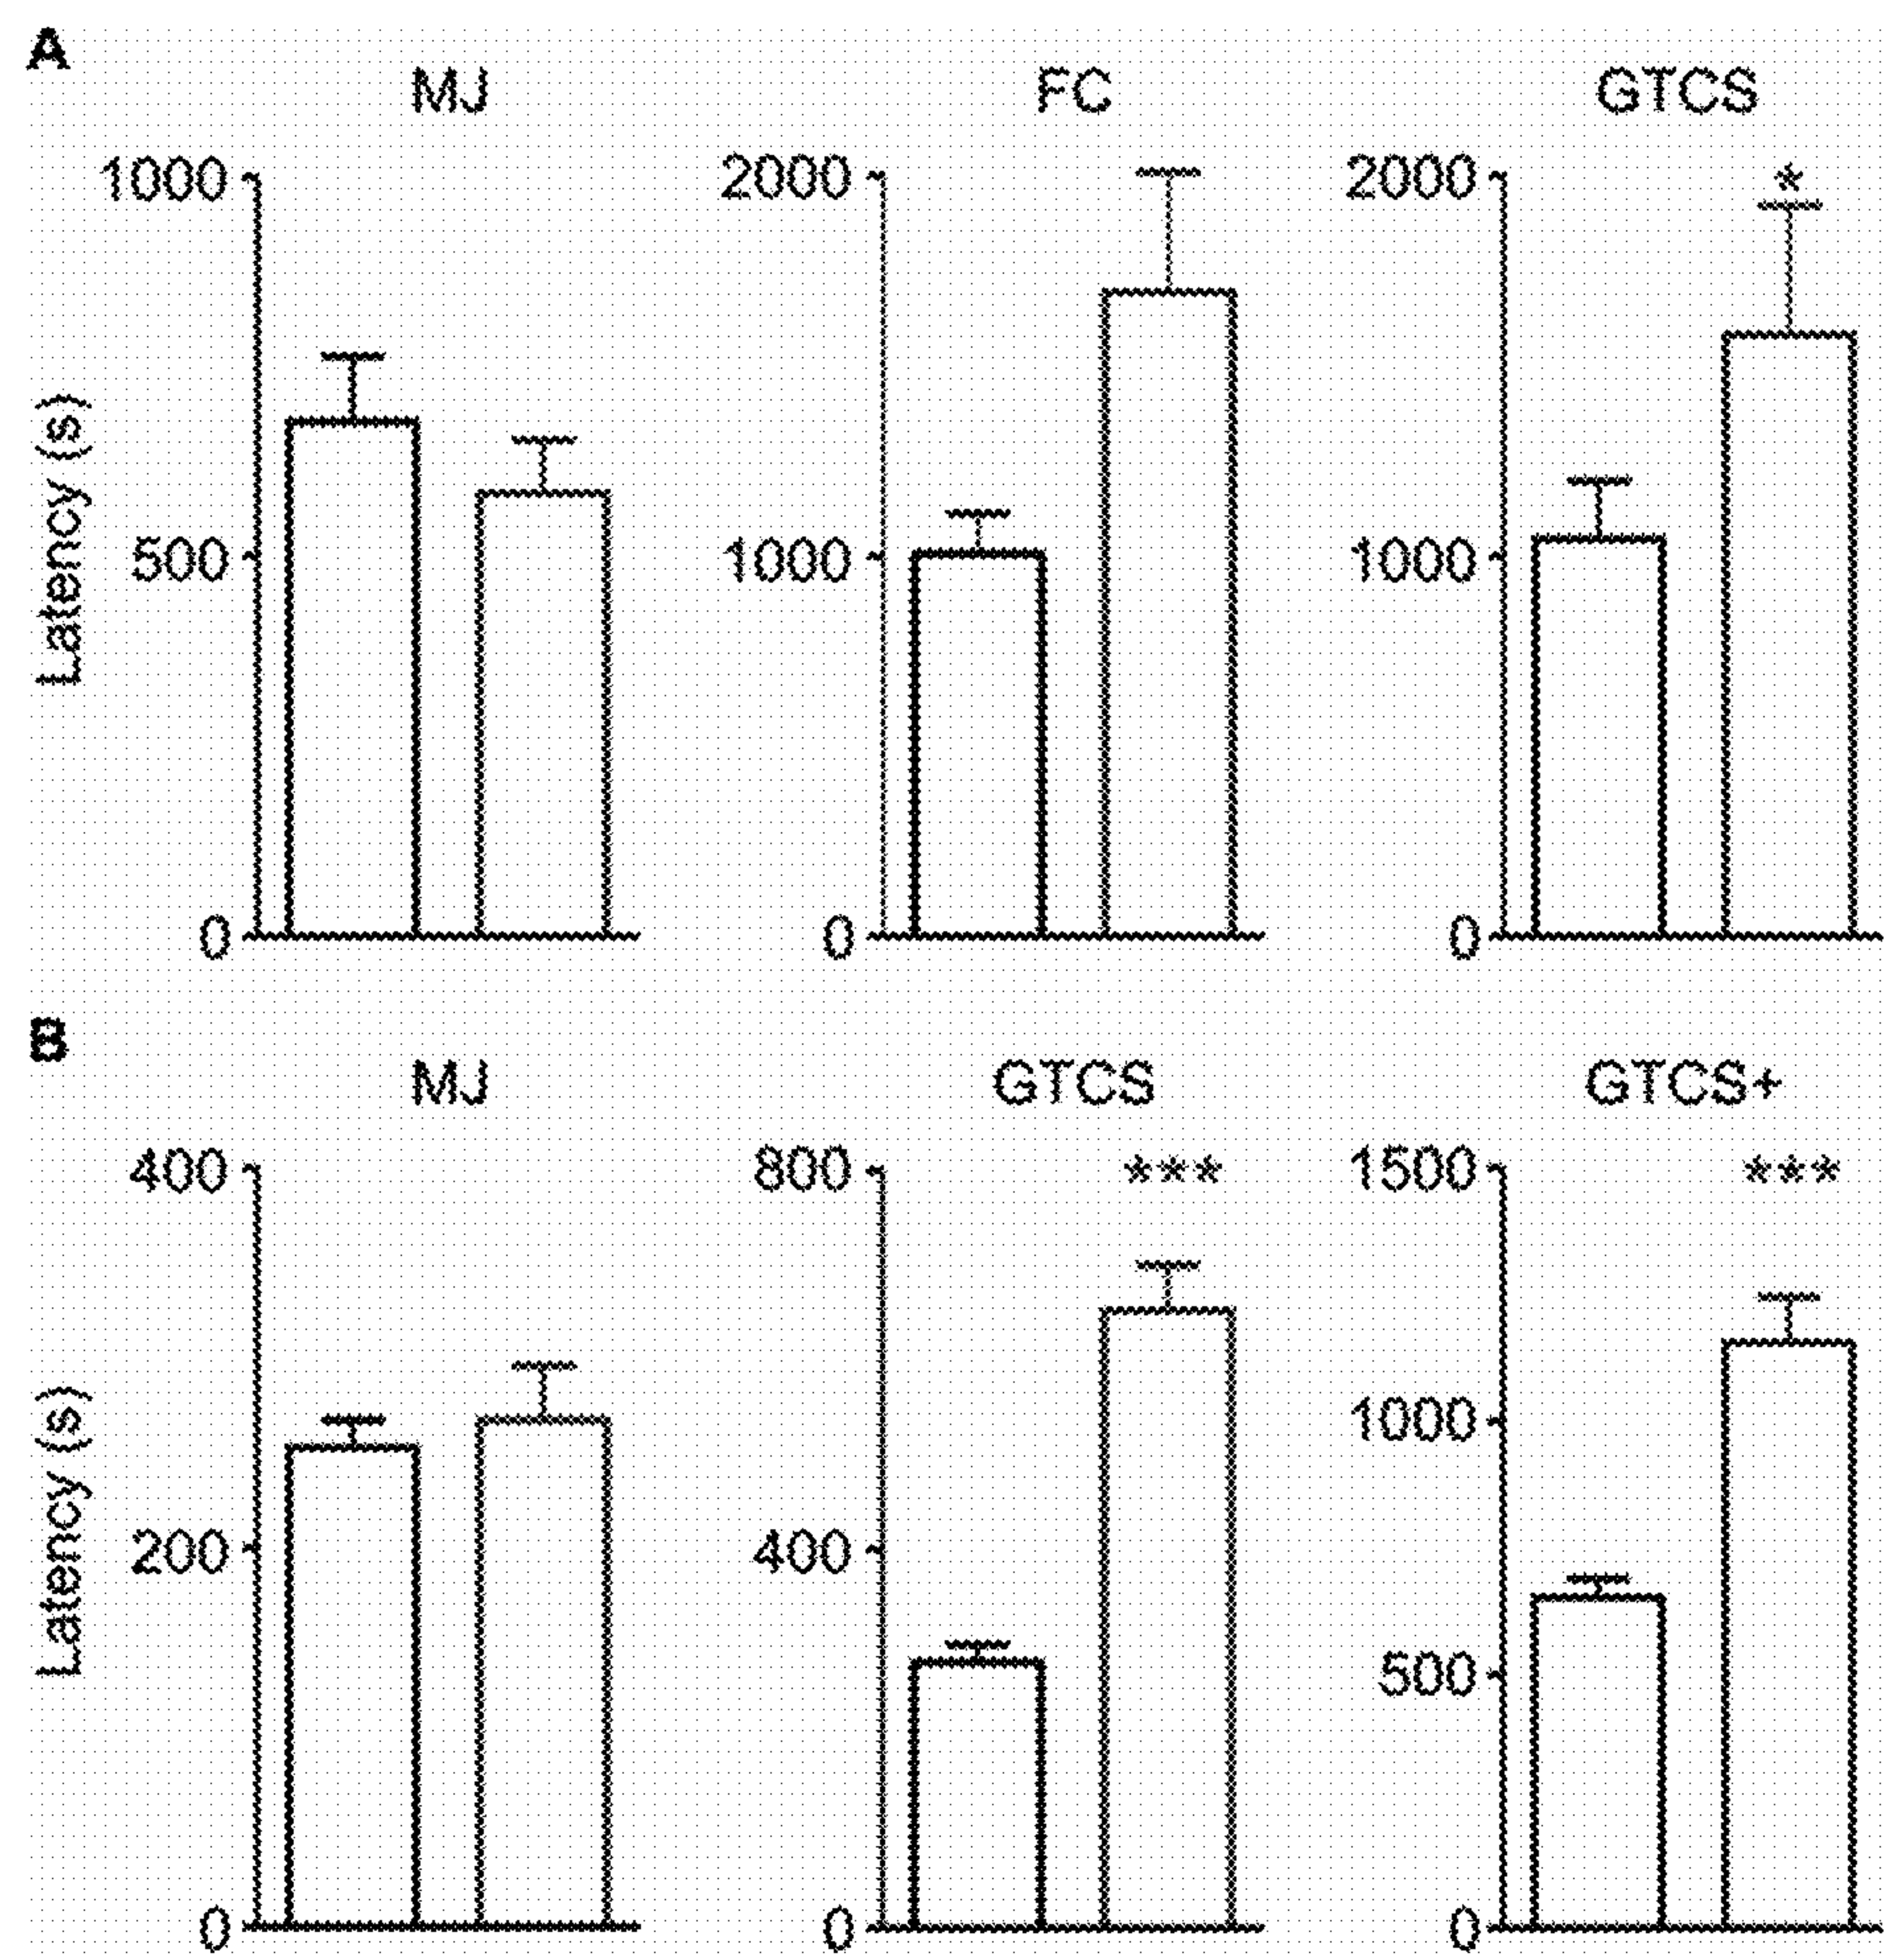 A
MJ FC GTCS
1000 2000 2000 *
Latency (s)
500 1000 1000
0 0 0
B
MJ GTCS GTCS+
400 800 *** 1500 ***
1000
Latency (s)
200 400
500
0 0 0